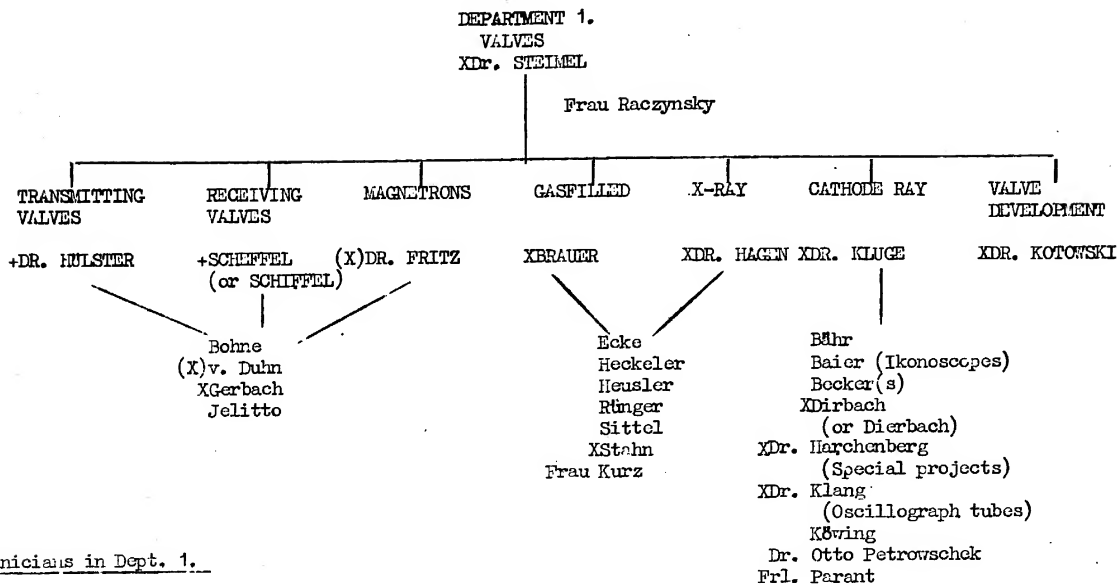 DEPARTMENT 1.
VALVES
XDr. STEIMEL
Frau Raczynsky
TRANSMITTING VALVES
+DR. HÜLSTER
RECEIVING VALVES
+SCHEFFEL
(or SCHIFFEL)
MAGNETRONS
(X)DR. FRITZ
GASFILLED
XBRAUER
X-RAY
XDR. HAGEN
CATHODE RAY
XDR. KLUGE
VALVE DEVELOPMENT
XDR. KOTOWSKI
Bohne
(X)v. Duhn
XGerbach
Jelitto
Ecke
Heckeler
Heusler
Rünger
Sittel
XStahn
Frau Kurz
Bähr
Baier (Ikonoscopes)
Becker(s)
XDirbach
(or Dierbach)
XDr. Harchenberg
(Special projects)
XDr. Klang
(Oscillograph tubes)
Köwing
Dr. Otto Petrowschek
Frl. Parant
nicians in Dept. 1.